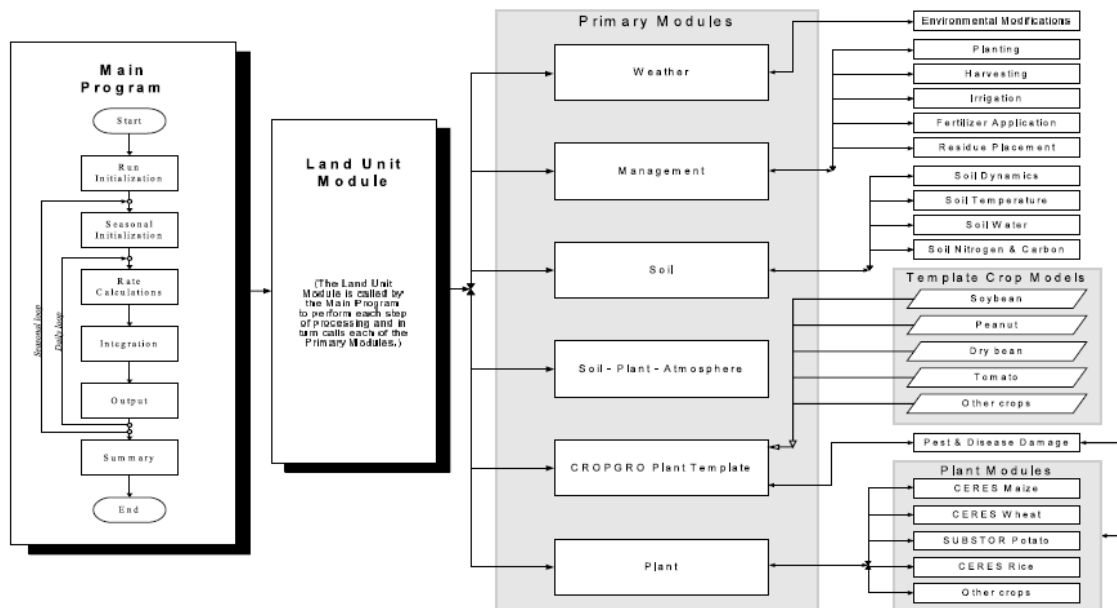 Main
Program
Start
Run
Initialization
Seasonal
Initialization
Rate
Calculations
Integration
Output
Summary
End
Seasonal loop
Daily loop
Land Unit
Module
(The Land Unit
Module is called by
the Main Program
to perform each step
of processing and in
turn calls each of the
Primary Modules.)
Primary Modules
Weather
Management
Soil
Soil - Plant - Atmosphere
CROPGRO Plant Template
Plant
Environmental Modifications
Planting
Harvesting
Irrigation
Fertilizer Application
Residue Placement
Soil Dynamics
Soil Temperature
Soil Water
Soil Nitrogen & Carbon
Template Crop Models
Soybean
Peanut
Dry bean
Tomato
Other crops
Pest & Disease Damage
Plant Modules
CERES Maize
CERES Wheat
SUBSTOR Potato
CERES Rice
Other crops